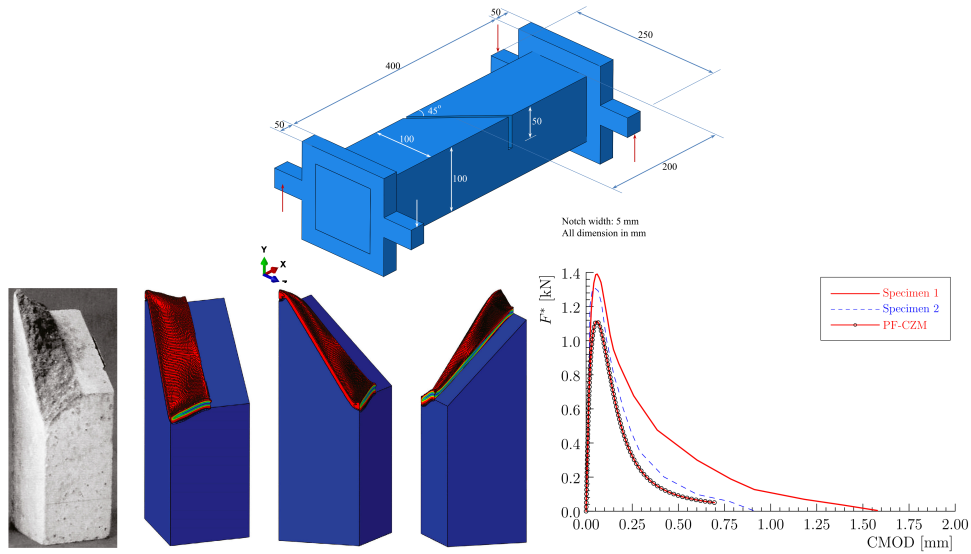 50
250
400
45°
50
50
100
100
200
Notch width: 5 mm
All dimension in mm
Y
X
1.4
1.2
1.0
0.8
0.6
0.4
0.2
0.0
F* [kN]
Specimen 1
Specimen 2
PF-CZM
0.00 0.25 0.50 0.75 1.00 1.25 1.50 1.75 2.00
CMOD [mm]